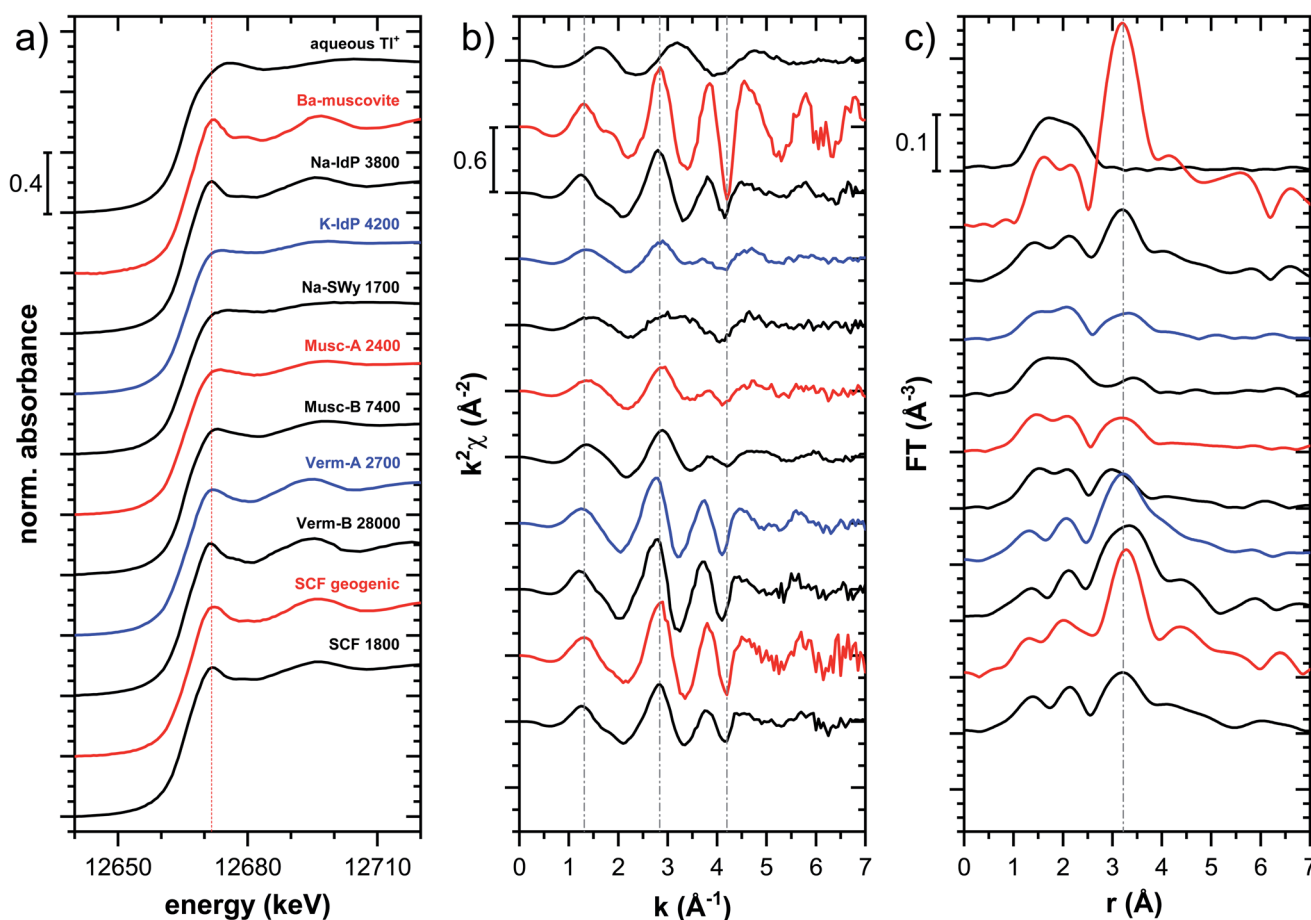 a)
norm. absorbance
0.4
aqueous Tl⁺
Ba-muscovite
Na-IdP 3800
K-IdP 4200
Na-SWy 1700
Musc-A 2400
Musc-B 7400
Verm-A 2700
Verm-B 28000
SCF geogenic
SCF 1800
12650 12680 12710
energy (keV)
b)
k²χ (Å⁻²)
0.6
0 1 2 3 4 5 6 7
k (Å⁻¹)
c)
FT (Å⁻³)
0.1
0 1 2 3 4 5 6 7
r (Å)